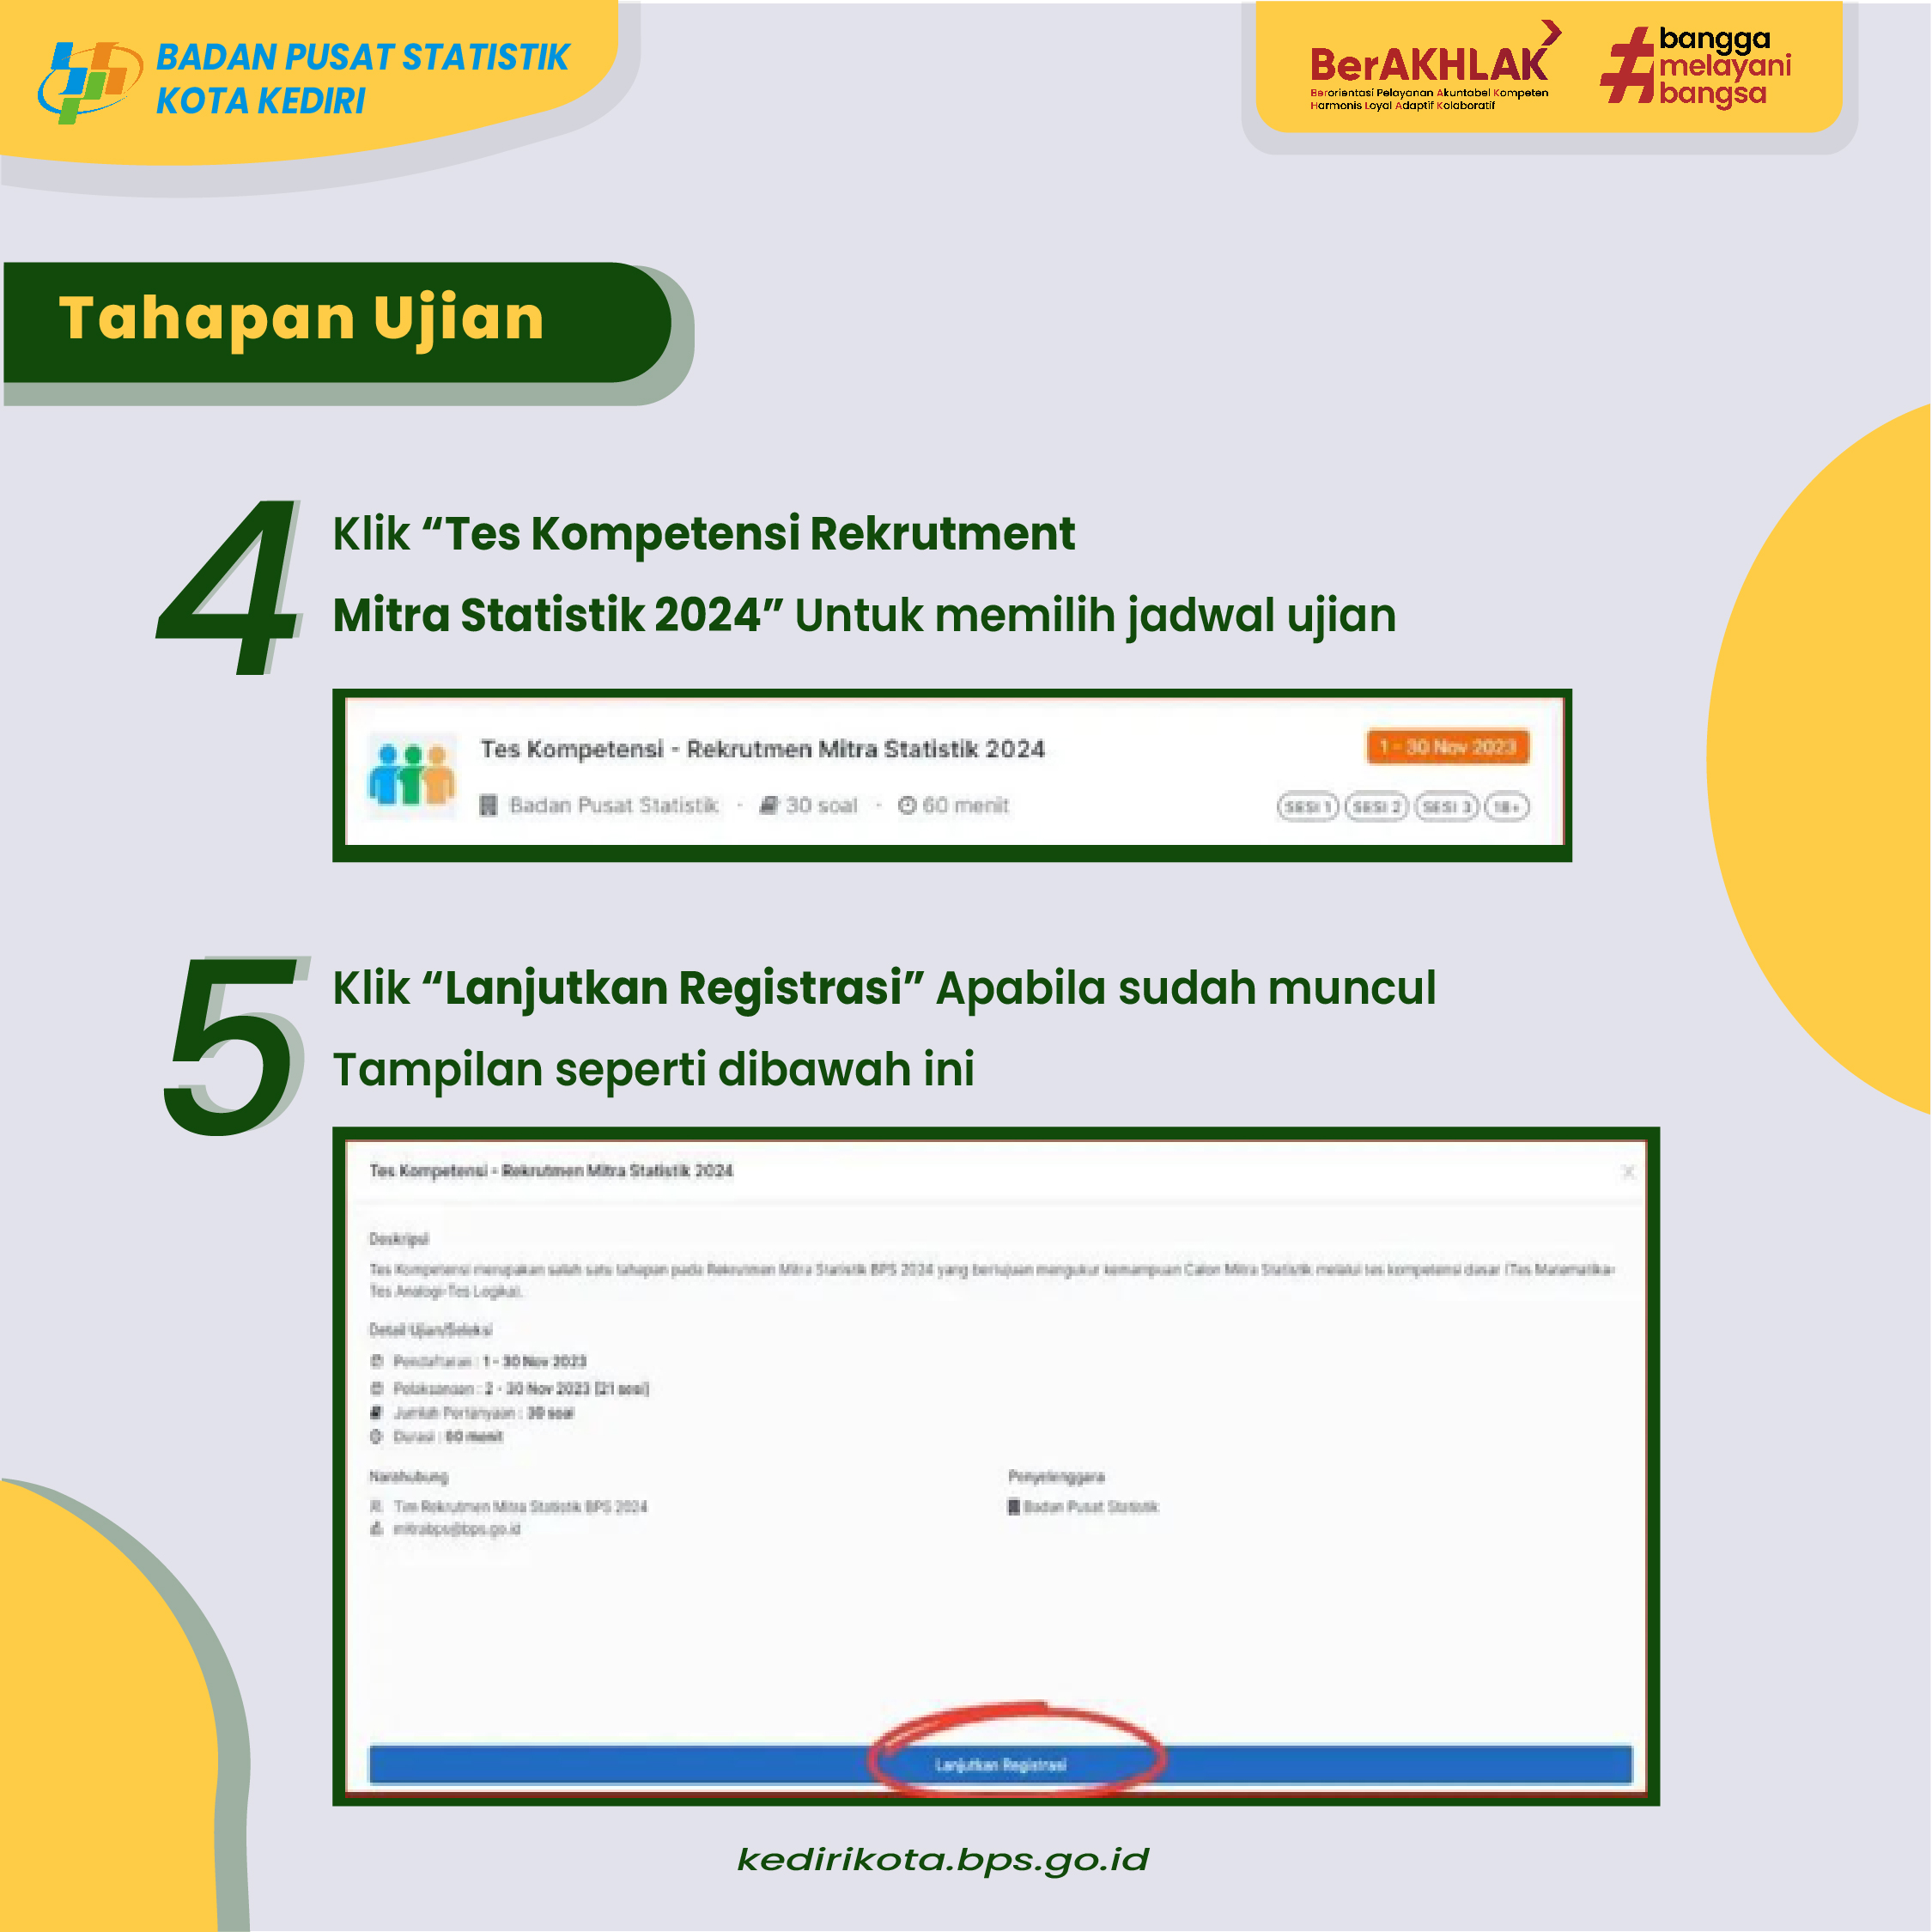 BADAN PUSAT STATISTIK
KOTA KEDIRI
BerAKHLAK
Berorientasi Pelayanan Akuntabel Kompeten
Harmonis Loyal Adaptif Kolaboratif
#bangga
melayani
bangsa
Tahapan Ujian
4
Klik “Tes Kompetensi Rekrutment
Mitra Statistik 2024” Untuk memilih jadwal ujian
Tes Kompetensi - Rekrutmen Mitra Statistik 2024
1 - 30 Nov 2023
Badan Pusat Statistik · 30 soal · 60 menit
SESI 1 SESI 2 SESI 3 18+
5
Klik “Lanjutkan Registrasi” Apabila sudah muncul
Tampilan seperti dibawah ini
Tes Kompetensi - Rekrutmen Mitra Statistik 2024
Deskripsi
Tes Kompetensi merupakan salah satu tahapan pada Rekrutmen Mitra Statistik BPS 2024 yang bertujuan mengukur kemampuan Calon Mitra Statistik melalui tes kompetensi dasar (Tes Matematika-
Tes Analogi-Tes Logika).
Detail Ujian/Seleksi
Pendaftaran : 1 - 30 Nov 2023
Pelaksanaan : 2 - 30 Nov 2023 (21 sesi)
Jumlah Pertanyaan : 30 soal
Durasi : 60 menit
Narahubung
Penyelenggara
Tim Rekrutmen Mitra Statistik BPS 2024
Badan Pusat Statistik
mitrabps@bps.go.id
Lanjutkan Registrasi
kedirikota.bps.go.id